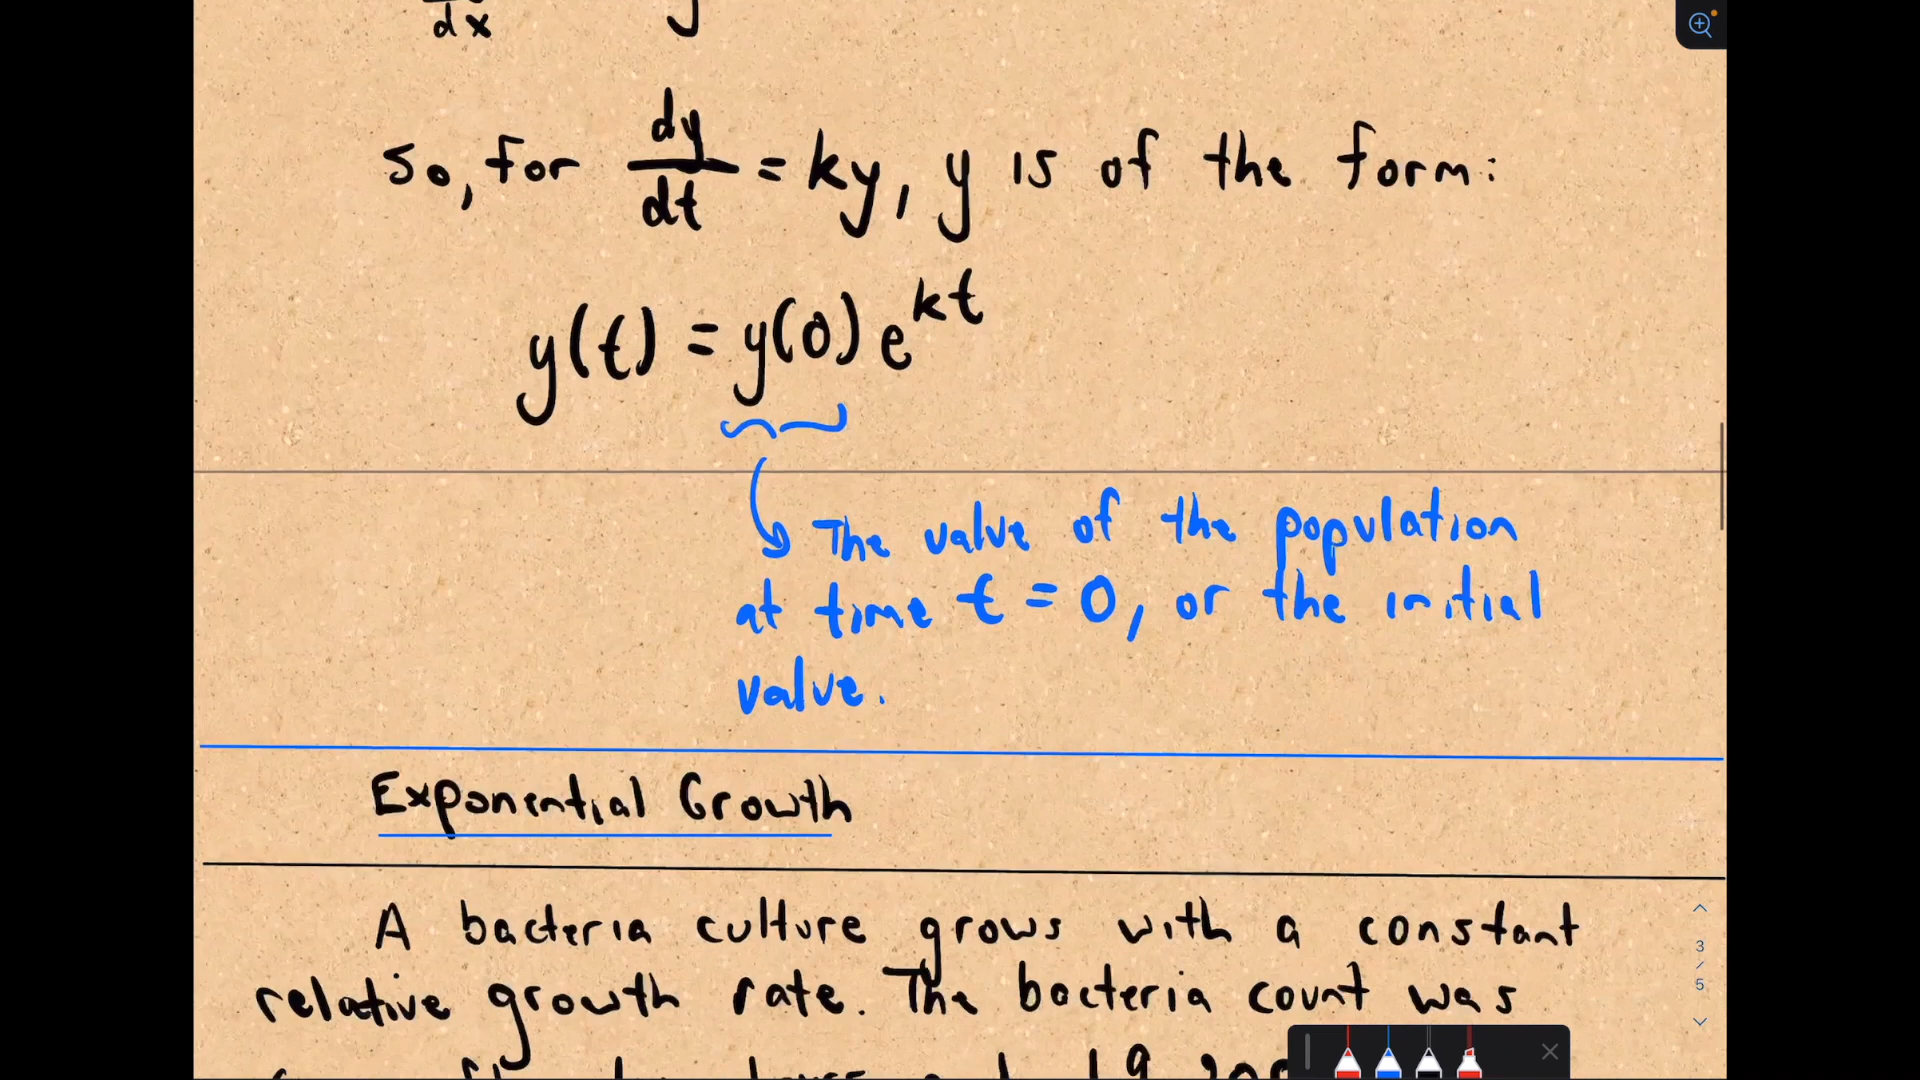 dx y
so, for dy/dt = ky, y is of the form:
y(t) = y(0) e^kt
The value of the population
at time t = 0, or the initial
value.
Exponential Growth
A bacteria culture grows with a constant
relative growth rate. The bacteria count was
3
/
5